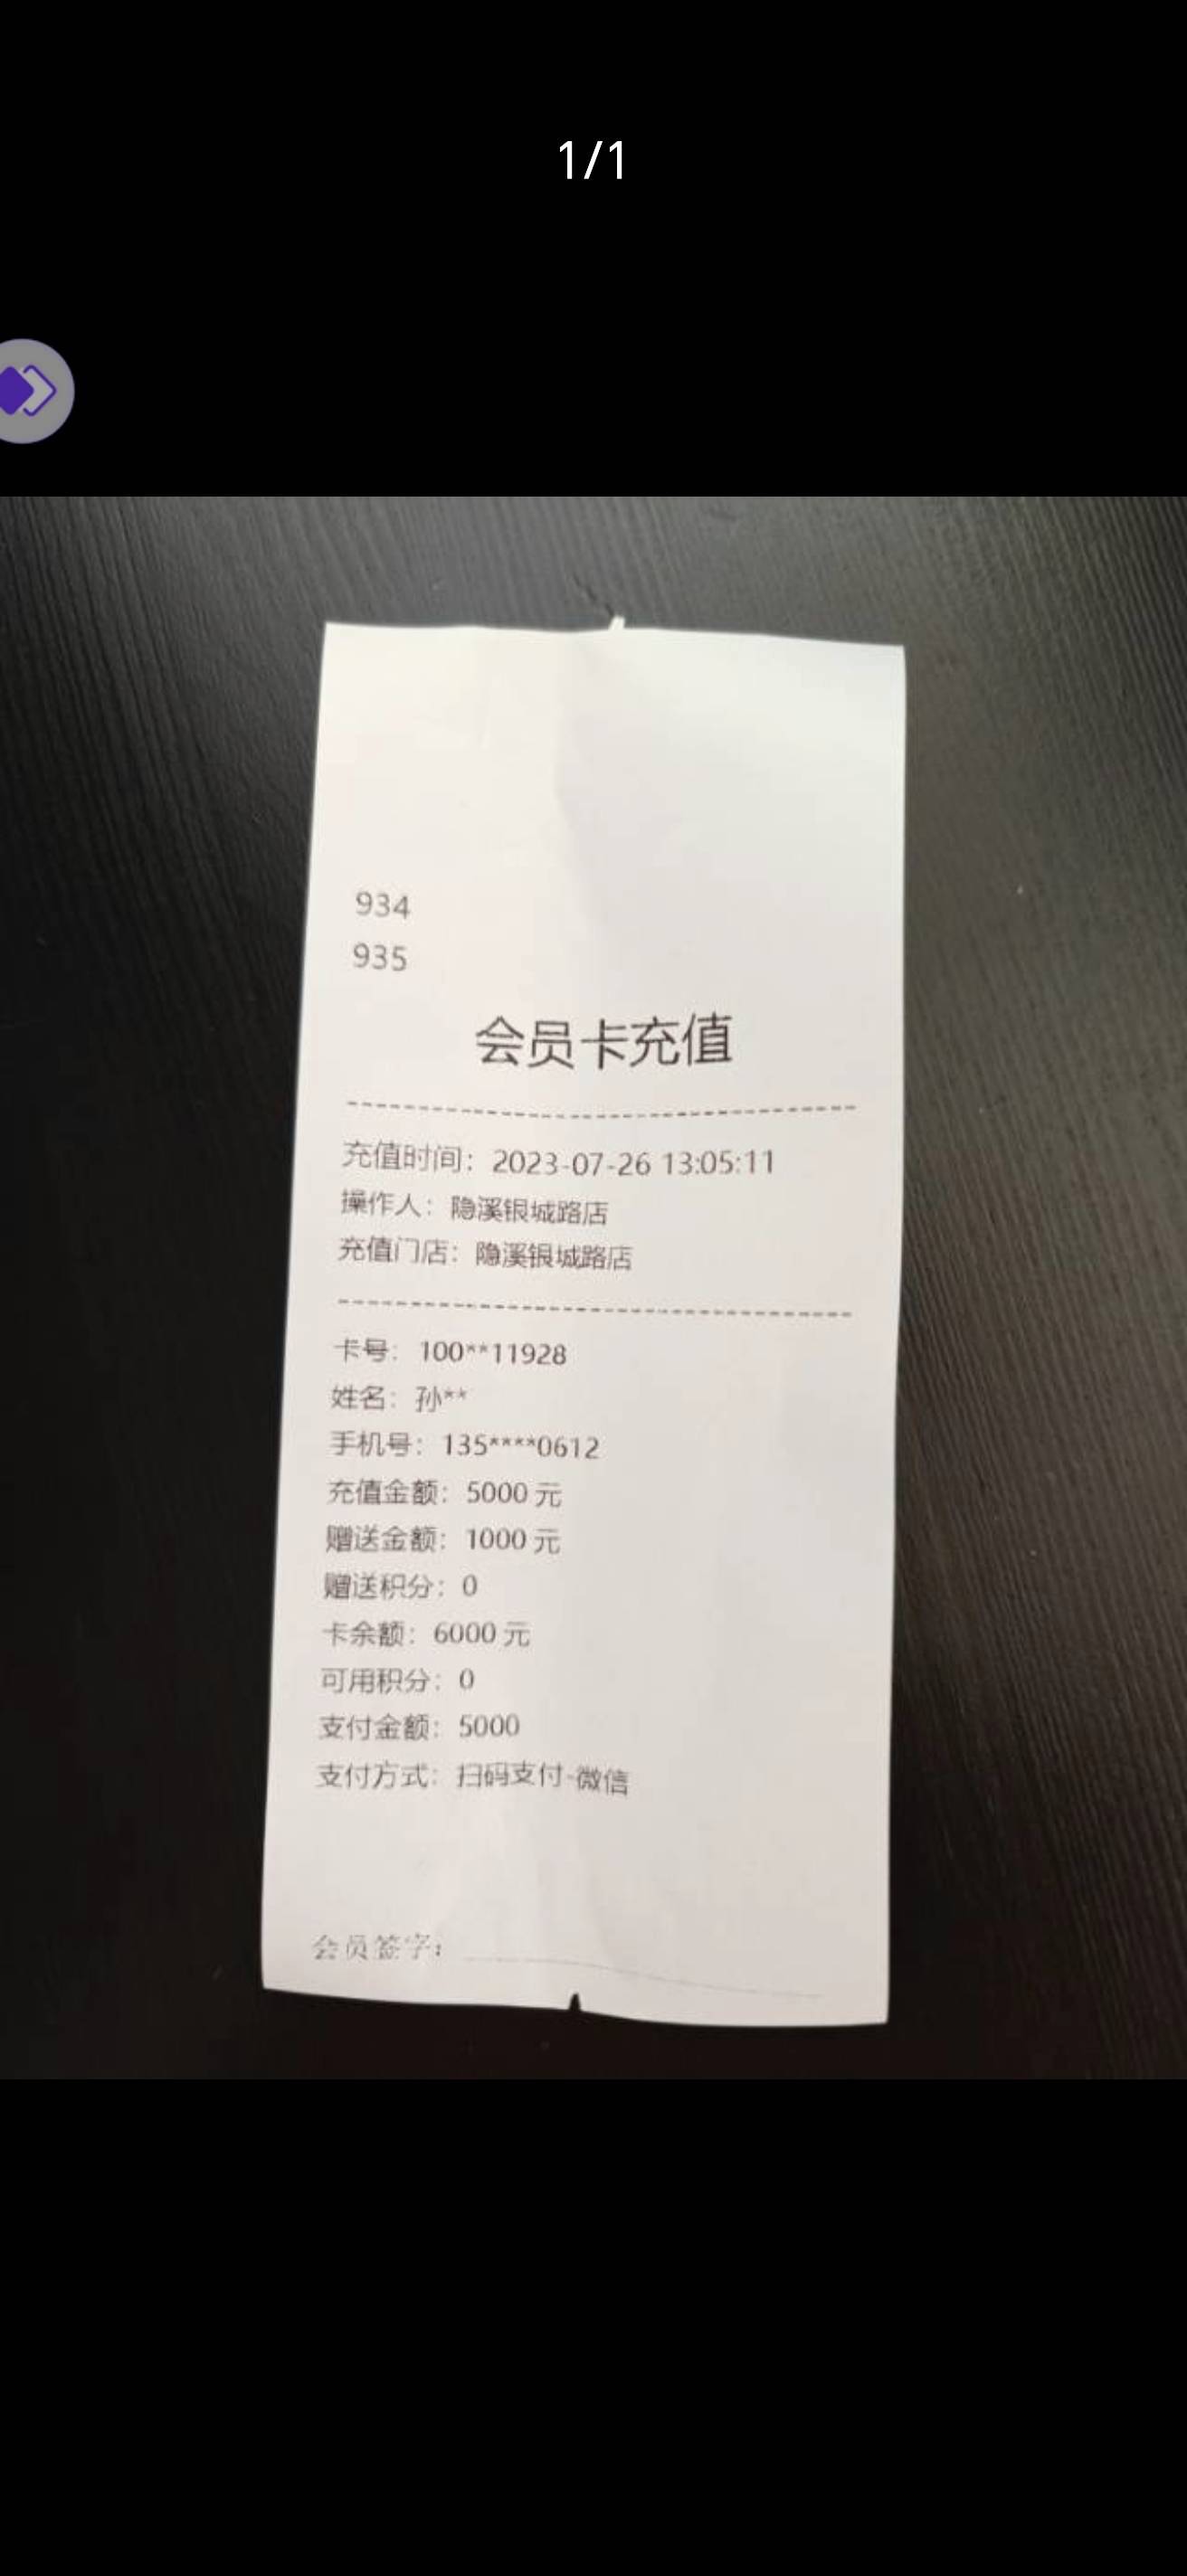 1/1
934
935
会员卡充值
充值时间：2023-07-26 13:05:11
操作人：隐溪银城路店
充值门店：隐溪银城路店
卡号：100**11928
姓名：孙**
手机号：135****0612
充值金额：5000 元
赠送金额：1000 元
赠送积分：0
卡余额：6000 元
可用积分：0
支付金额：5000
支付方式：扫码支付-微信
会员签字：